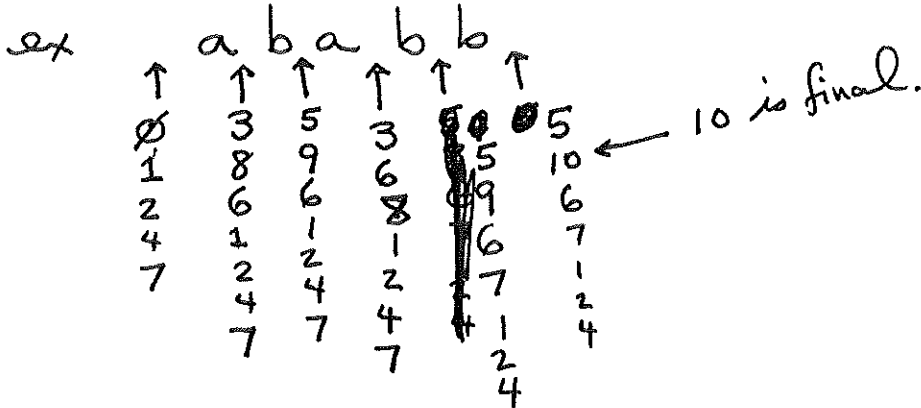 ex a b a b b
↑ ↑ ↑ ↑ ↑ ↑
∅ 3 5 3 5 ← 10 is final.
1 8 9 6 5 10
2 6 6 8 9 6
4 1 1 1 6 7
7 2 2 2 7 1
4 4 4 1 2
7 7 7 2 4
4